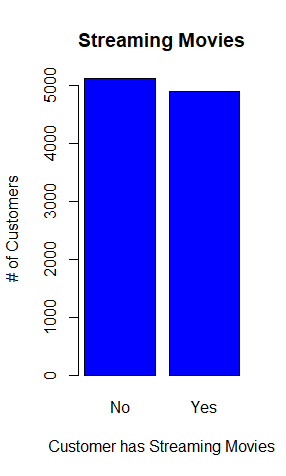 Streaming Movies
# of Customers
5000
4000
3000
2000
1000
0
No Yes
Customer has Streaming Movies